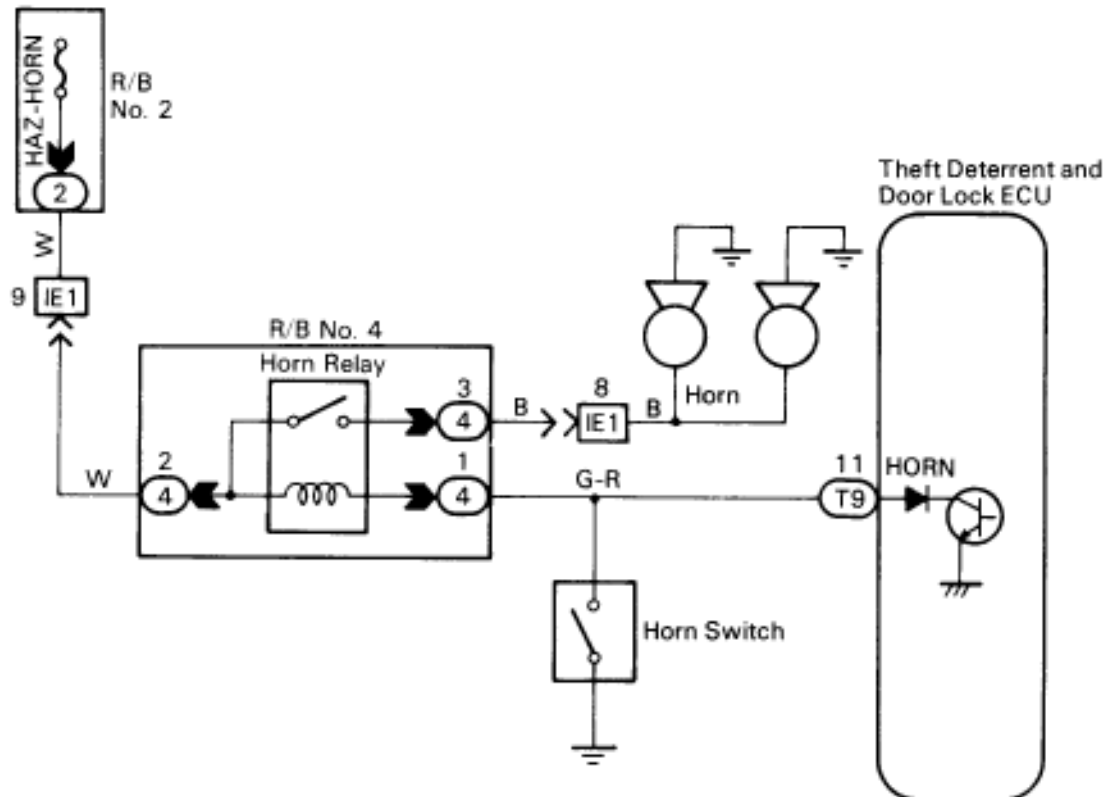 HAZ-HORN
R/B
No. 2
2
W
9
IE1
R/B No. 4
Horn Relay
3
4
B
8
IE1
B
Horn
2
4
W
1
4
G-R
11
T9
HORN
Theft Deterrent and
Door Lock ECU
Horn Switch